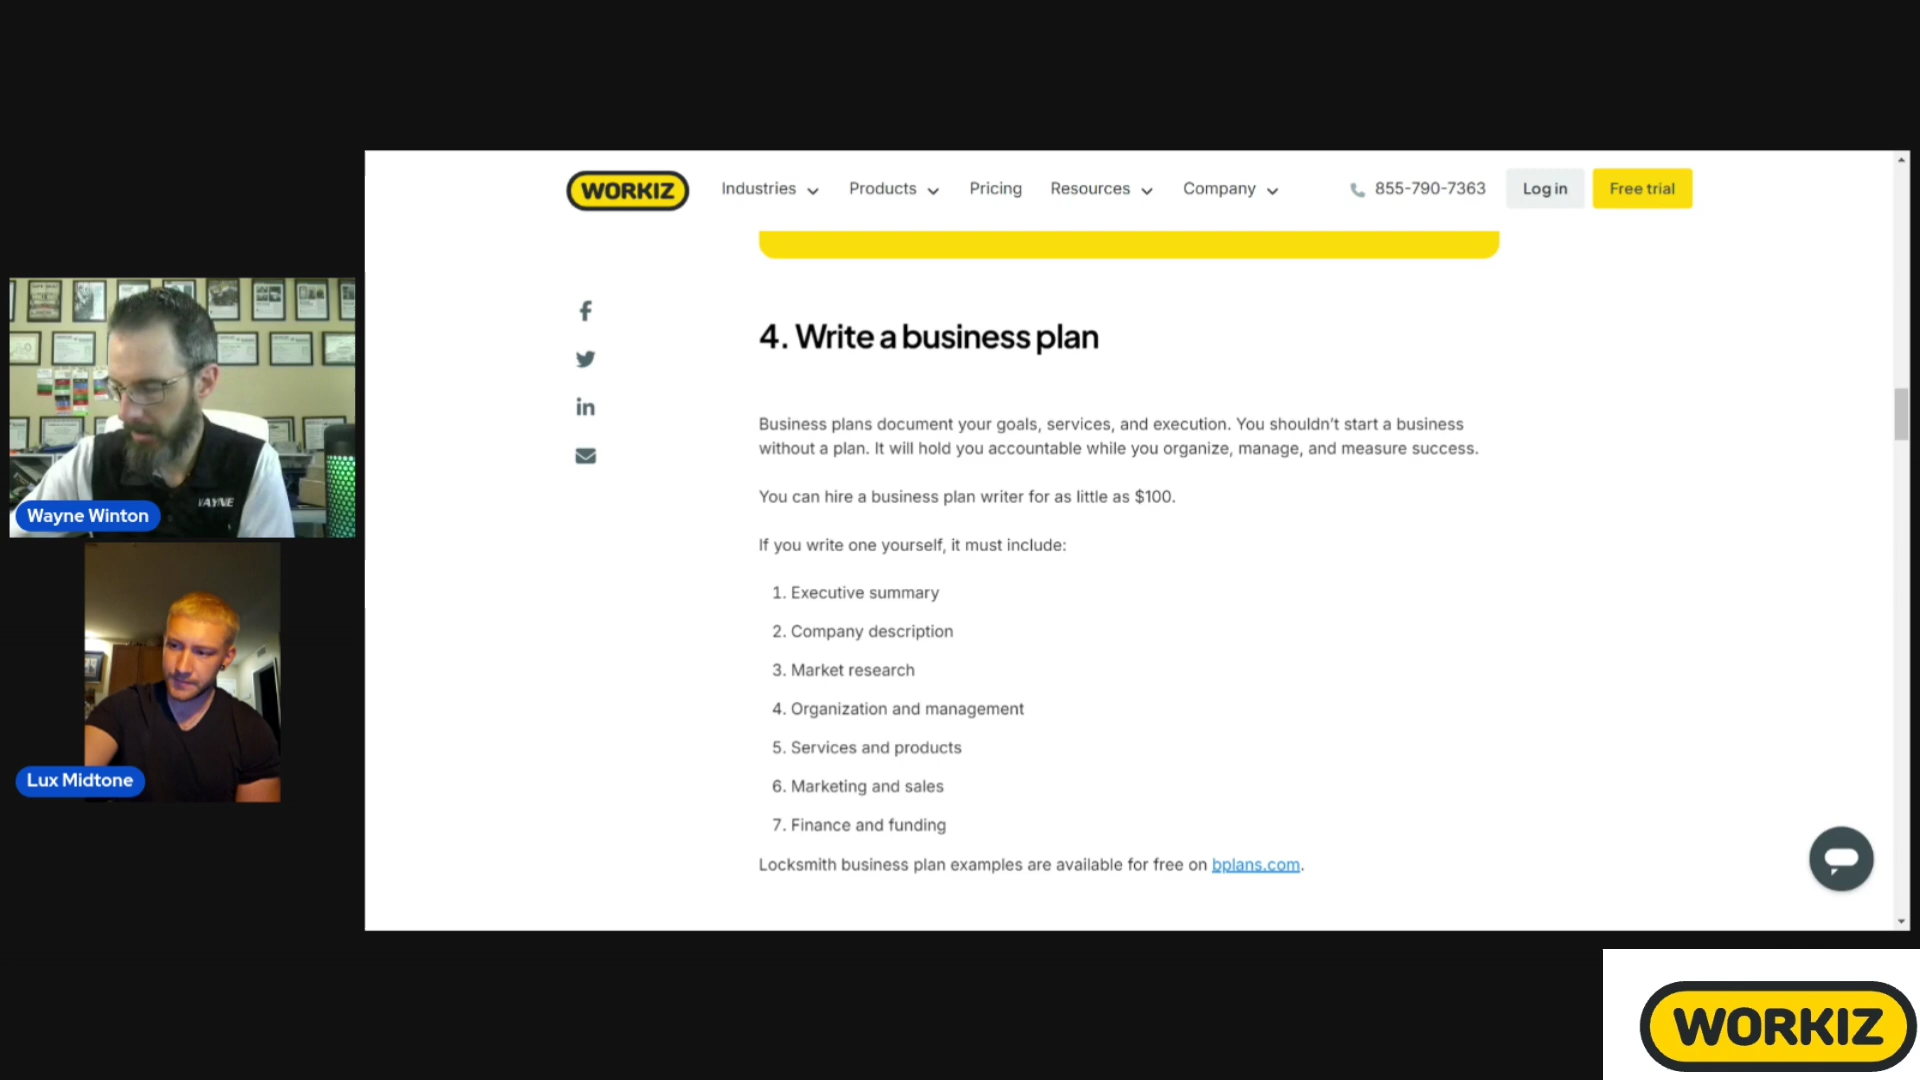 WORKIZ
Industries
Products
Pricing
Resources
Company
855-790-7363
Log in
Free trial
4. Write a business plan
Business plans document your goals, services, and execution. You shouldn't start a business
without a plan. It will hold you accountable while you organize, manage, and measure success.
You can hire a business plan writer for as little as $100.
If you write one yourself, it must include:
1. Executive summary
2. Company description
3. Market research
4. Organization and management
5. Services and products
6. Marketing and sales
7. Finance and funding
Locksmith business plan examples are available for free on bplans.com.
WAYNE
Wayne Winton
Lux Midtone
WORKIZ